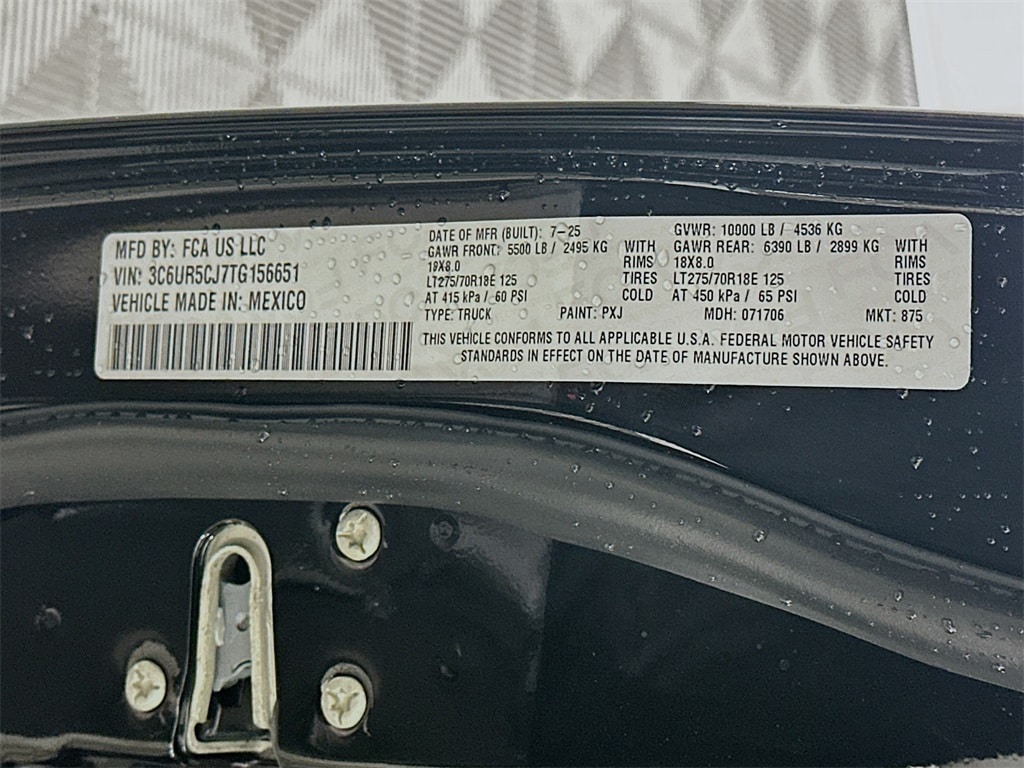 MFD BY: FCA US LLC
VIN: 3C6UR5CJ7TG156651
VEHICLE MADE IN: MEXICO
DATE OF MFR (BUILT): 7-25
GAWR FRONT: 5500 LB / 2495 KG WITH
18X8.0 RIMS
LT275/70R18E 125 TIRES
AT 415 kPa / 60 PSI COLD
TYPE: TRUCK PAINT: PXJ
GVWR: 10000 LB / 4536 KG
GAWR REAR: 6390 LB / 2899 KG WITH
18X8.0 RIMS
LT275/70R18E 125 TIRES
AT 450 kPa / 65 PSI COLD
MDH: 071706 MKT: 875
THIS VEHICLE CONFORMS TO ALL APPLICABLE U.S.A. FEDERAL MOTOR VEHICLE SAFETY
STANDARDS IN EFFECT ON THE DATE OF MANUFACTURE SHOWN ABOVE.